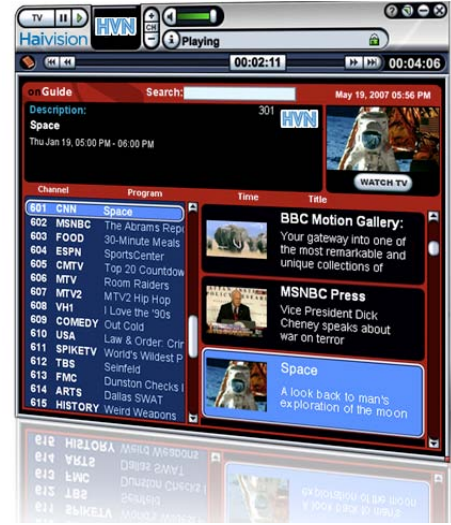 TV
HVN
CH
Haivision
Playing
00:02:11
00:04:06
onGuide
Search:
May 19, 2007 05:56 PM
Description:
301
HVN
Space
Thu Jan 19, 05:00 PM - 06:00 PM
WATCH TV
Channel Program Time Title
601 CNN Space
602 MSNBC The Abrams Repo
603 FOOD 30-Minute Meals
604 ESPN SportsCenter
605 CMTV Top 20 Countdow
606 MTV Room Raiders
607 MTV2 MTV2 Hip Hop
608 VH1 I Love the '90s
609 COMEDY Out Cold
610 USA Law & Order: Crim
611 SPIKETV World's Wildest P
612 TBS Seinfeld
613 FMC Dunston Checks I
614 ARTS Dallas SWAT
615 HISTORY Weird Weapons
BBC Motion Gallery:
Your gateway into one of
the most remarkable and
unique collections of
MSNBC Press
Vice President Dick
Cheney speaks about
war on terror
Space
A look back to man's
exploration of the moon